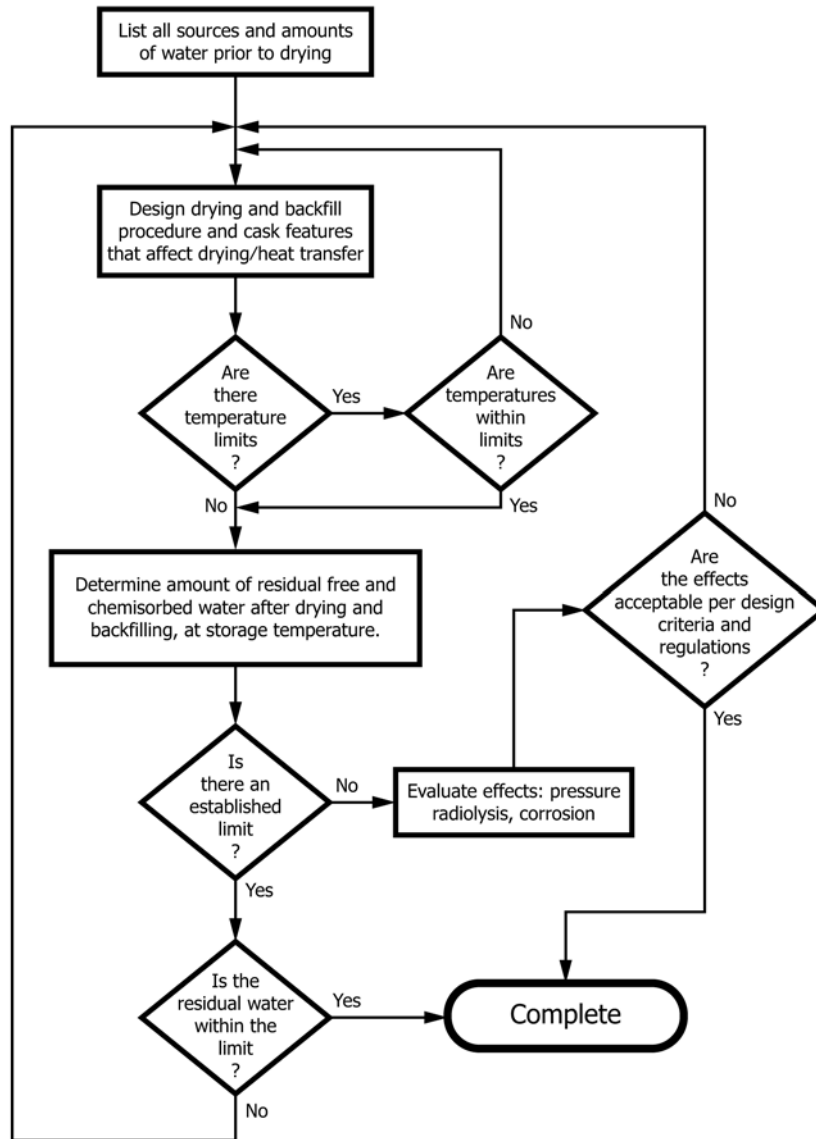 List all sources and amounts
of water prior to drying
Design drying and backfill
procedure and cask features
that affect drying/heat transfer
No
Are
there
temperature
limits
?
Yes
Are
temperatures
within
limits
?
No
Yes
Determine amount of residual free and
chemisorbed water after drying and
backfilling, at storage temperature.
No
Are
the effects
acceptable per design
criteria and
regulations
?
Yes
Is
there an
established
limit
?
No
Evaluate effects: pressure
radiolysis, corrosion
Yes
Is the
residual water
within the
limit
?
Yes
Complete
No